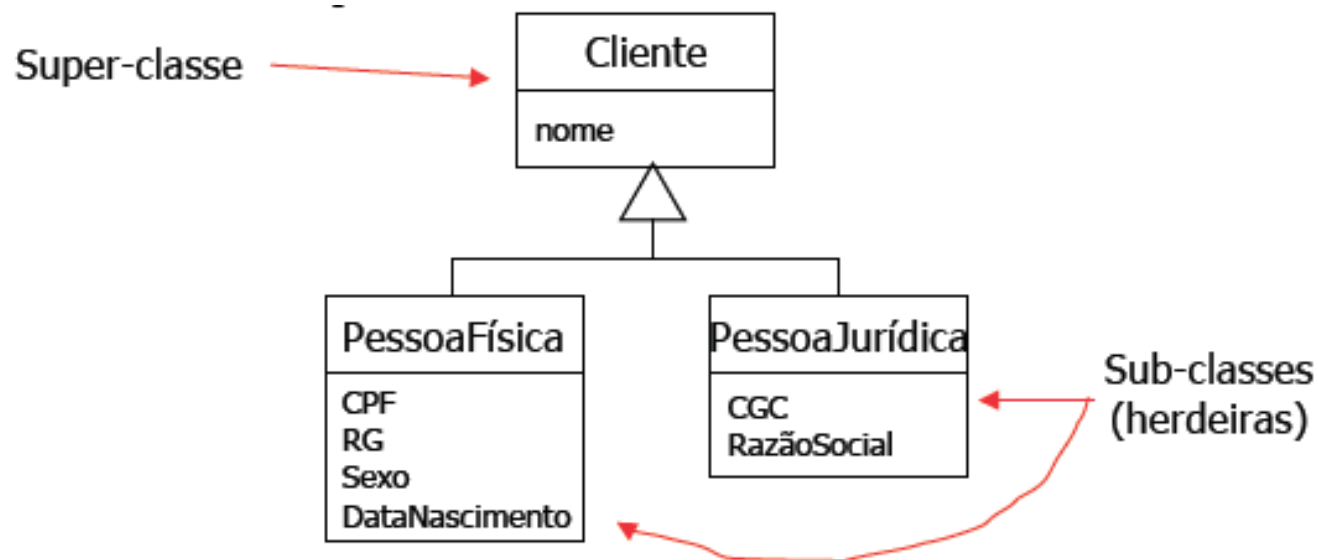 Super-classe
Cliente
nome
PessoaFísica
CPF
RG
Sexo
DataNascimento
PessoaJurídica
CGC
RazãoSocial
Sub-classes
(herdeiras)